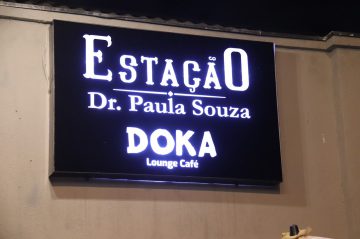 ESTAÇÃO
Dr. Paula Souza
DOKA
Lounge Café